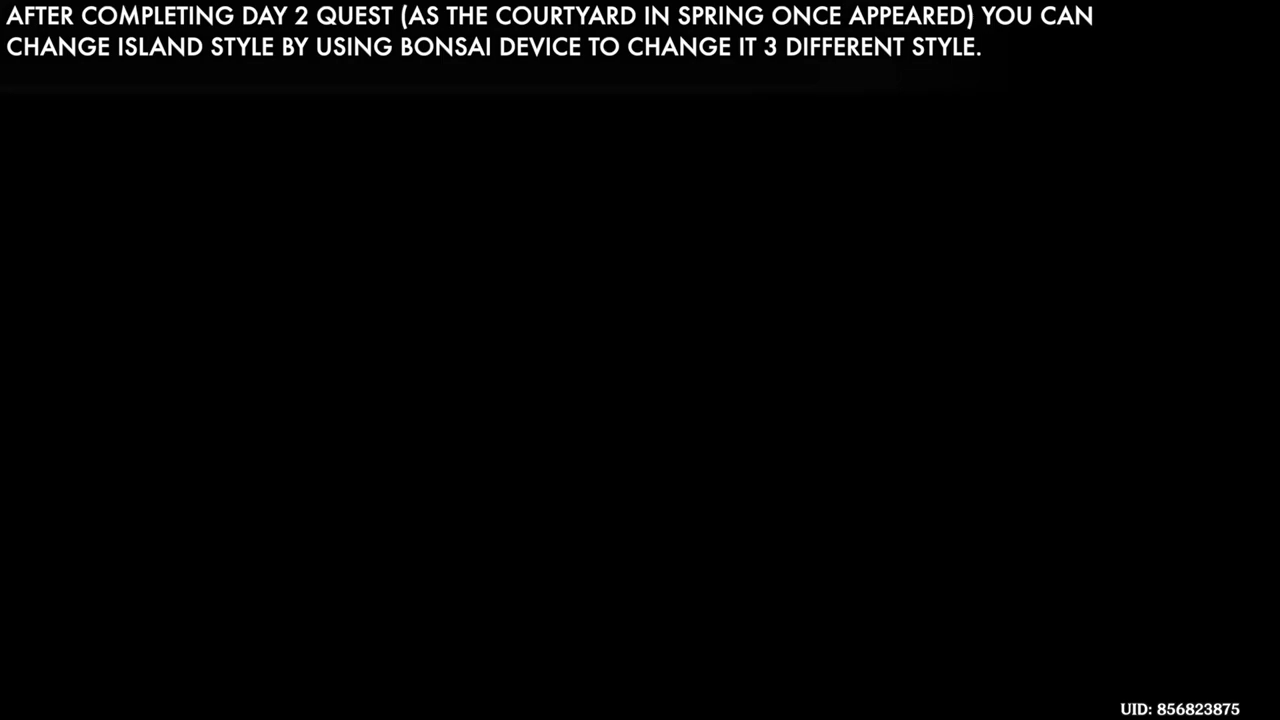 AFTER COMPLETING DAY 2 QUEST (AS THE COURTYARD IN SPRING ONCE APPEARED) YOU CAN
CHANGE ISLAND STYLE BY USING BONSAI DEVICE TO CHANGE IT 3 DIFFERENT STYLE.
UID: 856823875